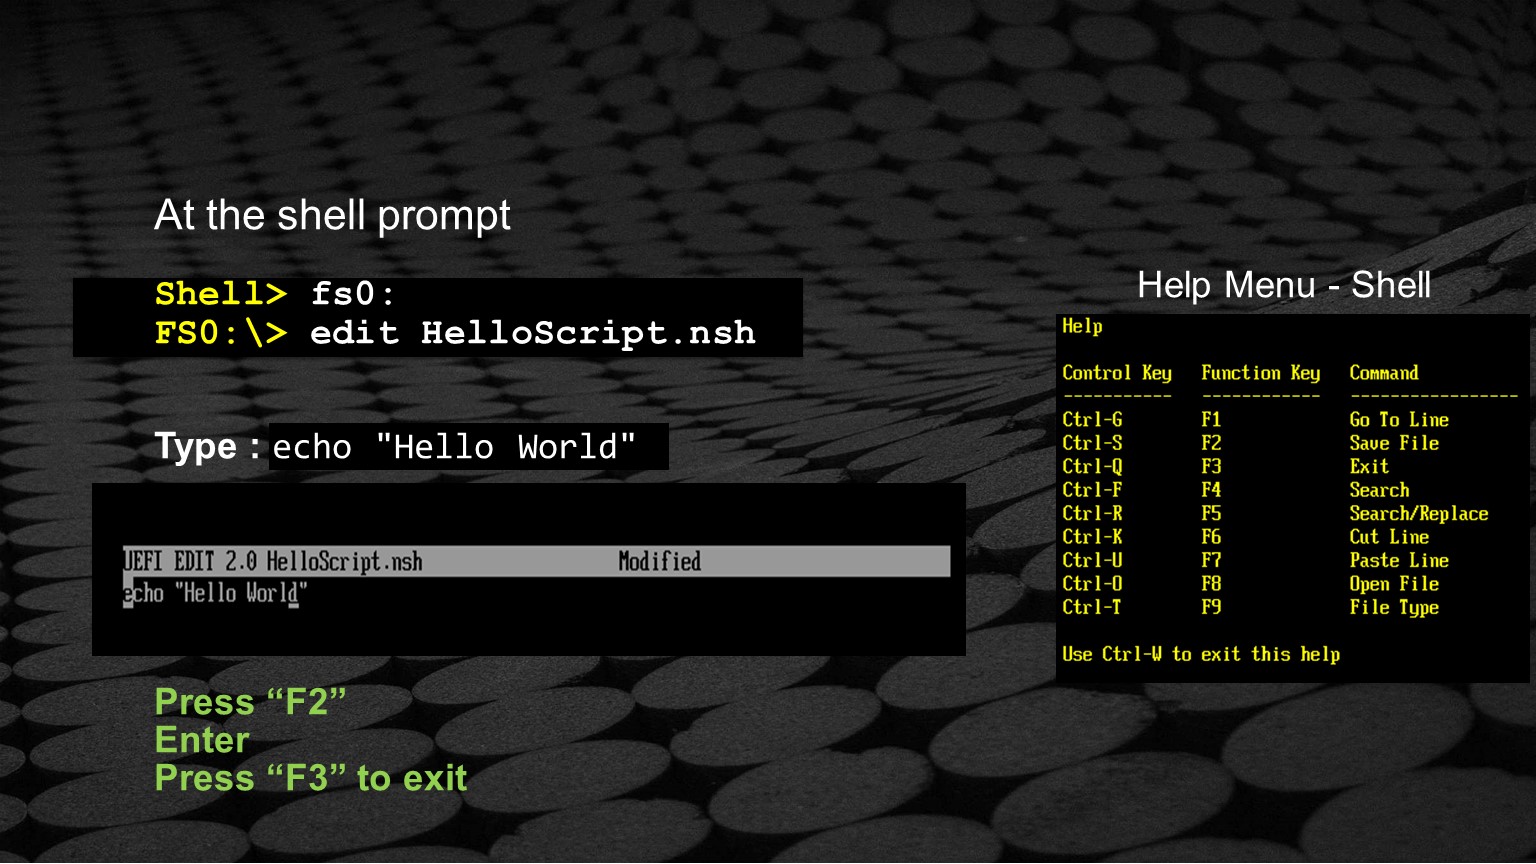 At the shell prompt
Shell> fs0:
FS0:\> edit HelloScript.nsh
Type : echo "Hello World"
UEFI EDIT 2.0 HelloScript.nsh Modified
echo "Hello World"
Press “F2”
Enter
Press “F3” to exit
Help Menu - Shell
Help
Control Key Function Key Command
----------- ------------ -----------------
Ctrl-G F1 Go To Line
Ctrl-S F2 Save File
Ctrl-Q F3 Exit
Ctrl-F F4 Search
Ctrl-R F5 Search/Replace
Ctrl-K F6 Cut Line
Ctrl-U F7 Paste Line
Ctrl-O F8 Open File
Ctrl-T F9 File Type
Use Ctrl-W to exit this help